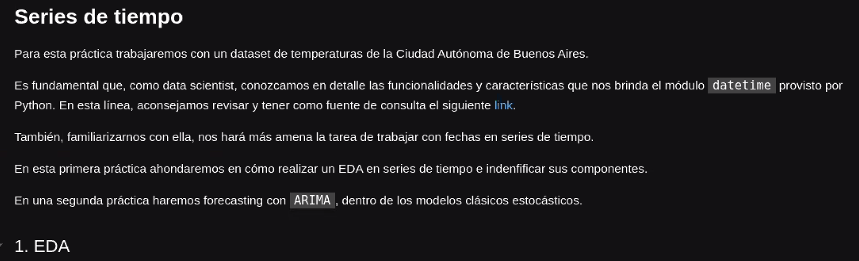 Series de tiempo
Para esta práctica trabajaremos con un dataset de temperaturas de la Ciudad Autónoma de Buenos Aires.
Es fundamental que, como data scientist, conozcamos en detalle las funcionalidades y características que nos brinda el módulo datetime provisto por
Python. En esta línea, aconsejamos revisar y tener como fuente de consulta el siguiente link.
También, familiarizarnos con ella, nos hará más amena la tarea de trabajar con fechas en series de tiempo.
En esta primera práctica ahondaremos en cómo realizar un EDA en series de tiempo e indenfificar sus componentes.
En una segunda práctica haremos forecasting con ARIMA, dentro de los modelos clásicos estocásticos.
1. EDA